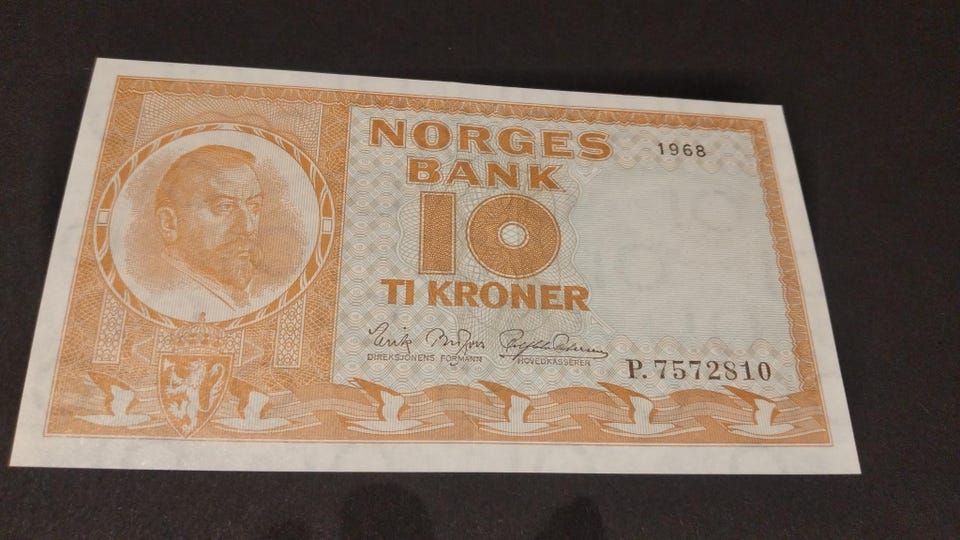 NORGES
1968
BANK
10
TI KRONER
DIREKSJONENS FORMANN
HOVEDKASSERER
P. 7572810